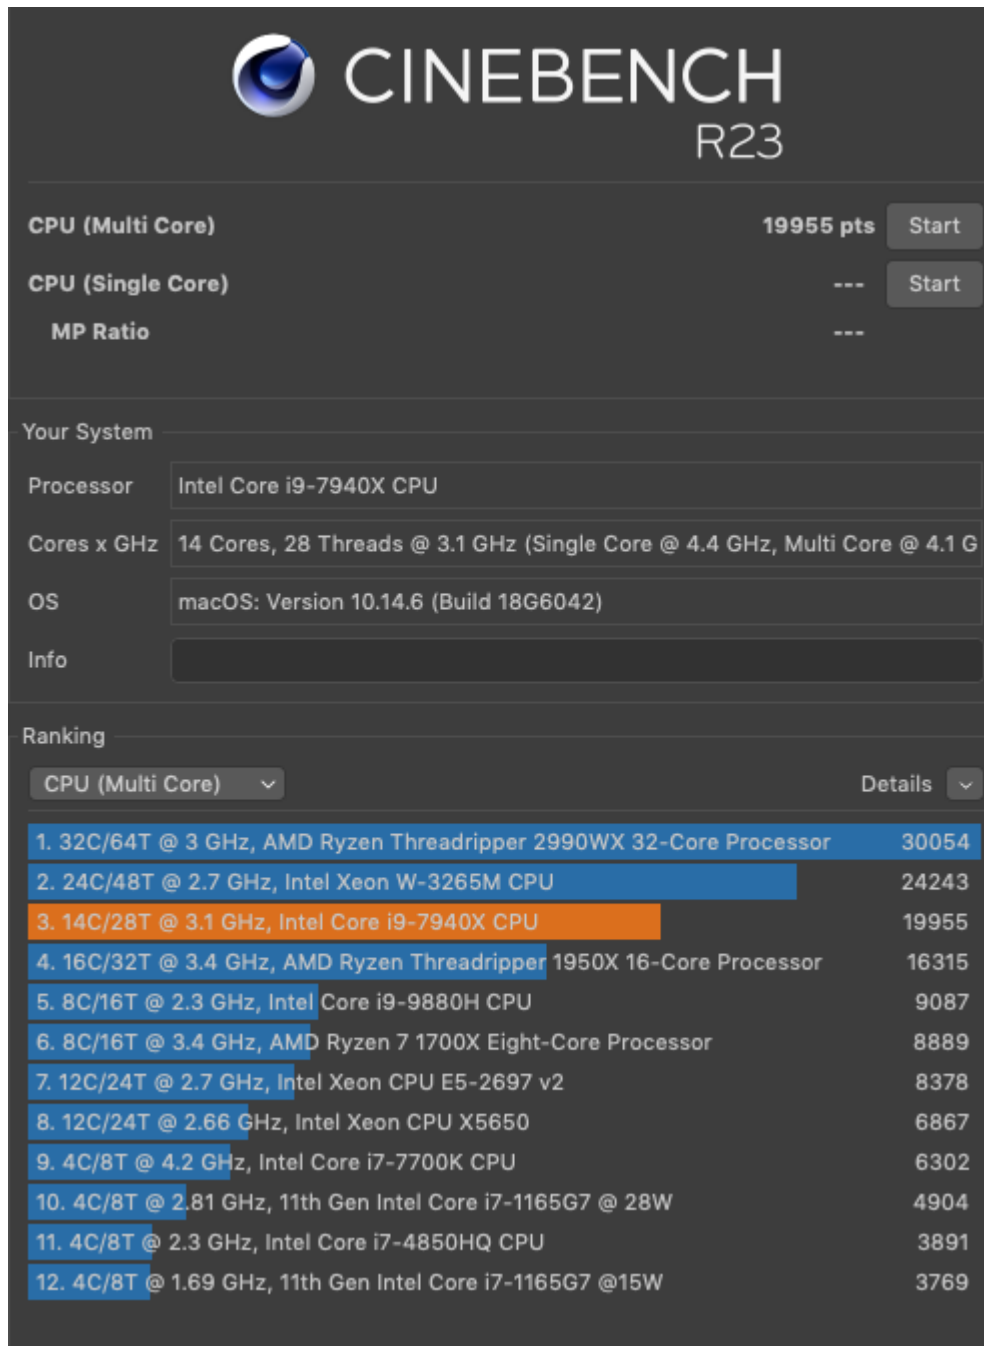 CINEBENCH
R23
CPU (Multi Core) 19955 pts Start
CPU (Single Core) --- Start
MP Ratio ---
Your System
Processor Intel Core i9-7940X CPU
Cores x GHz 14 Cores, 28 Threads @ 3.1 GHz (Single Core @ 4.4 GHz, Multi Core @ 4.1 G
OS macOS: Version 10.14.6 (Build 18G6042)
Info
Ranking
CPU (Multi Core) Details
1. 32C/64T @ 3 GHz, AMD Ryzen Threadripper 2990WX 32-Core Processor 30054
2. 24C/48T @ 2.7 GHz, Intel Xeon W-3265M CPU 24243
3. 14C/28T @ 3.1 GHz, Intel Core i9-7940X CPU 19955
4. 16C/32T @ 3.4 GHz, AMD Ryzen Threadripper 1950X 16-Core Processor 16315
5. 8C/16T @ 2.3 GHz, Intel Core i9-9880H CPU 9087
6. 8C/16T @ 3.4 GHz, AMD Ryzen 7 1700X Eight-Core Processor 8889
7. 12C/24T @ 2.7 GHz, Intel Xeon CPU E5-2697 v2 8378
8. 12C/24T @ 2.66 GHz, Intel Xeon CPU X5650 6867
9. 4C/8T @ 4.2 GHz, Intel Core i7-7700K CPU 6302
10. 4C/8T @ 2.81 GHz, 11th Gen Intel Core i7-1165G7 @ 28W 4904
11. 4C/8T @ 2.3 GHz, Intel Core i7-4850HQ CPU 3891
12. 4C/8T @ 1.69 GHz, 11th Gen Intel Core i7-1165G7 @15W 3769